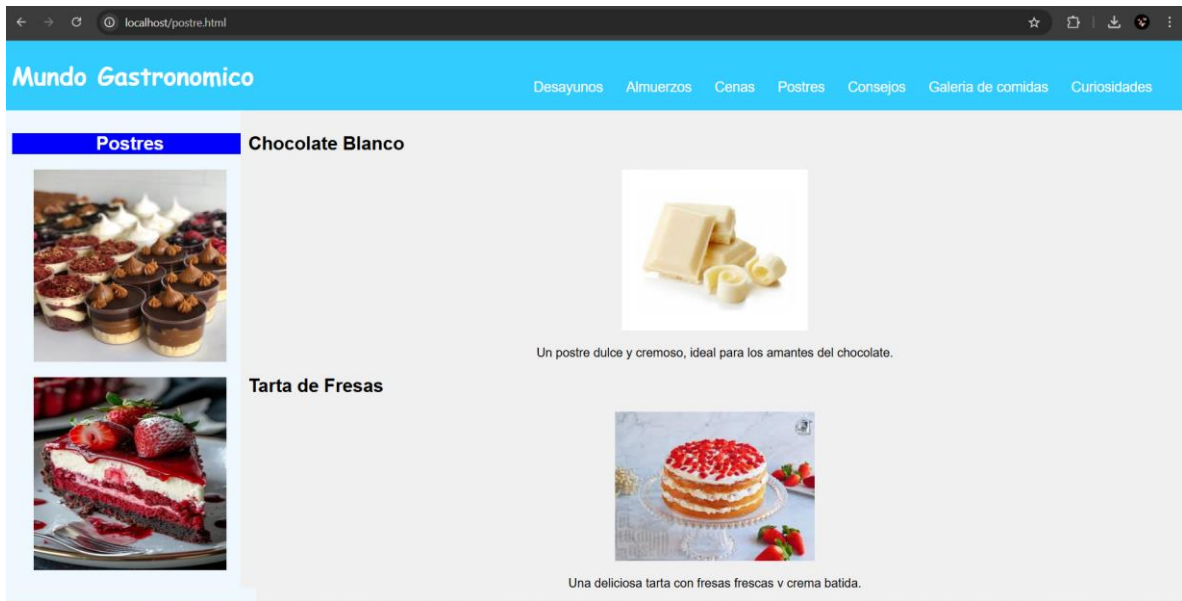 localhost/postre.html
Mundo Gastronomico
Desayunos Almuerzos Cenas Postres Consejos Galeria de comidas Curiosidades
Postres
Chocolate Blanco
Un postre dulce y cremoso, ideal para los amantes del chocolate.
Tarta de Fresas
Una deliciosa tarta con fresas frescas y crema batida.